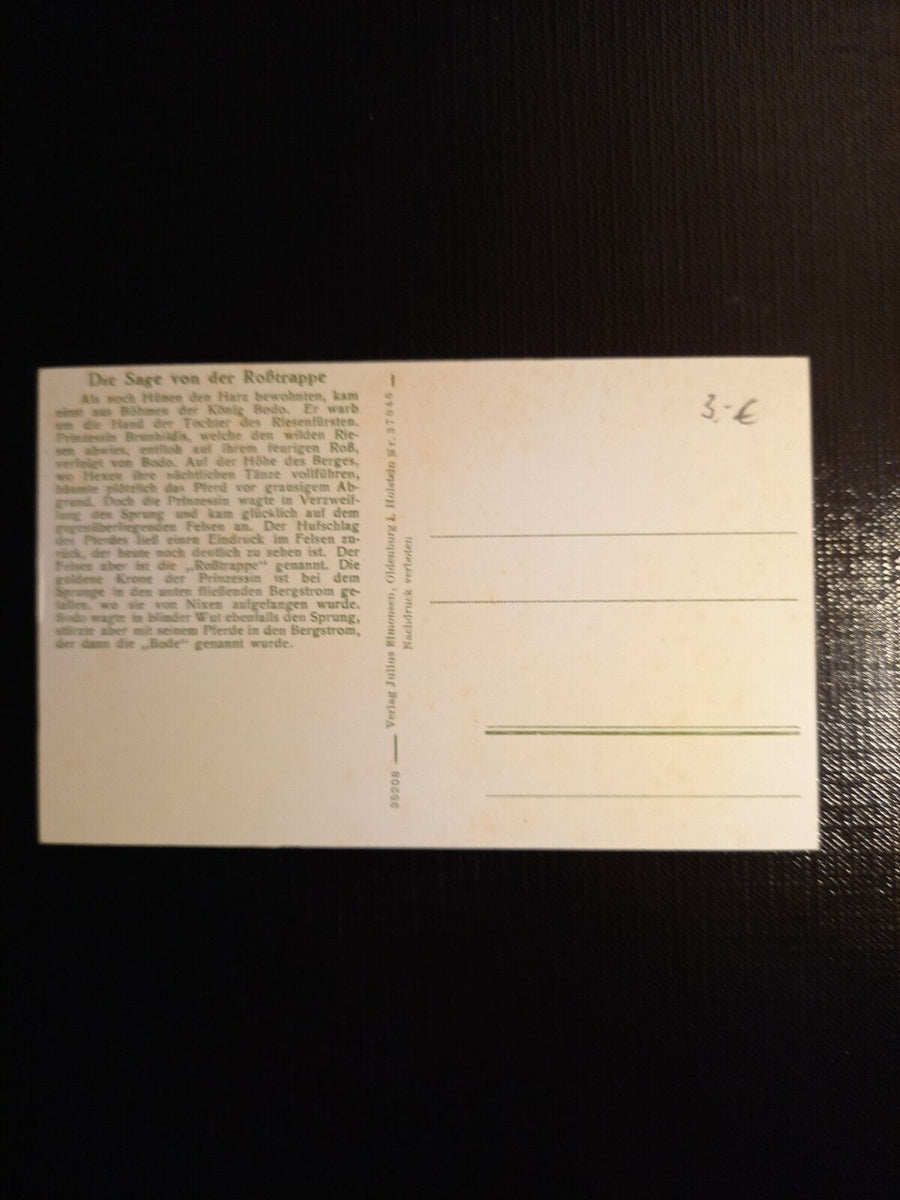 Die Sage von der Roßtrappe
Als noch Hünen den Harz bewohnten, kam
einst aus Böhmen der König Bodo. Er warb
um die Hand der Tochter des Riesenfürsten.
Prinzessin Brunhildis, welche den wilden Rie-
sen abwies, entfloh auf ihrem feurigen Roß,
verfolgt von Bodo. Auf der Höhe des Berges,
wo Hexen ihre nächtlichen Tänze vollführen,
bäumte plötzlich das Pferd vor grausigem Ab-
grund. Doch die Prinzessin wagte in Verzweif-
lung den Sprung und kam glücklich auf dem
gegenüberliegenden Felsen an. Der Hufschlag
des Pferdes ließ einen Eindruck im Felsen zu-
rück, der heute noch deutlich zu sehen ist. Der
Felsen aber ist die „Roßtrappe“ genannt. Die
goldene Krone der Prinzessin ist bei dem
Sprunge in den unten fließenden Bergstrom ge-
fallen, wo sie von Nixen aufgefangen wurde.
Bodo wagte in blinder Wut ebenfalls den Sprung,
stürzte aber mit seinem Pferde in den Bergstrom,
der dann die „Bode“ genannt wurde.
35208 — Verlag Julius Simonsen, Oldenburg i. Holstein Nr. 37046 —
Nachdruck verboten
3.- €